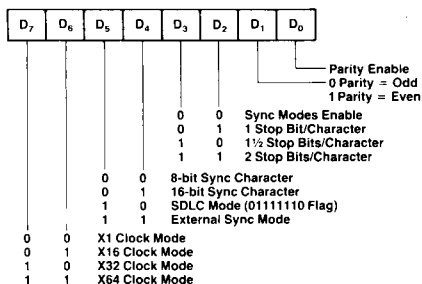 D7 D6 D5 D4 D3 D2 D1 D0
Parity Enable
0 Parity = Odd
1 Parity = Even
0 0 Sync Modes Enable
0 1 1 Stop Bit/Character
1 0 1½ Stop Bits/Character
1 1 2 Stop Bits/Character
0 0 8-bit Sync Character
0 1 16-bit Sync Character
1 0 SDLC Mode (01111110 Flag)
1 1 External Sync Mode
0 0 X1 Clock Mode
0 1 X16 Clock Mode
1 0 X32 Clock Mode
1 1 X64 Clock Mode